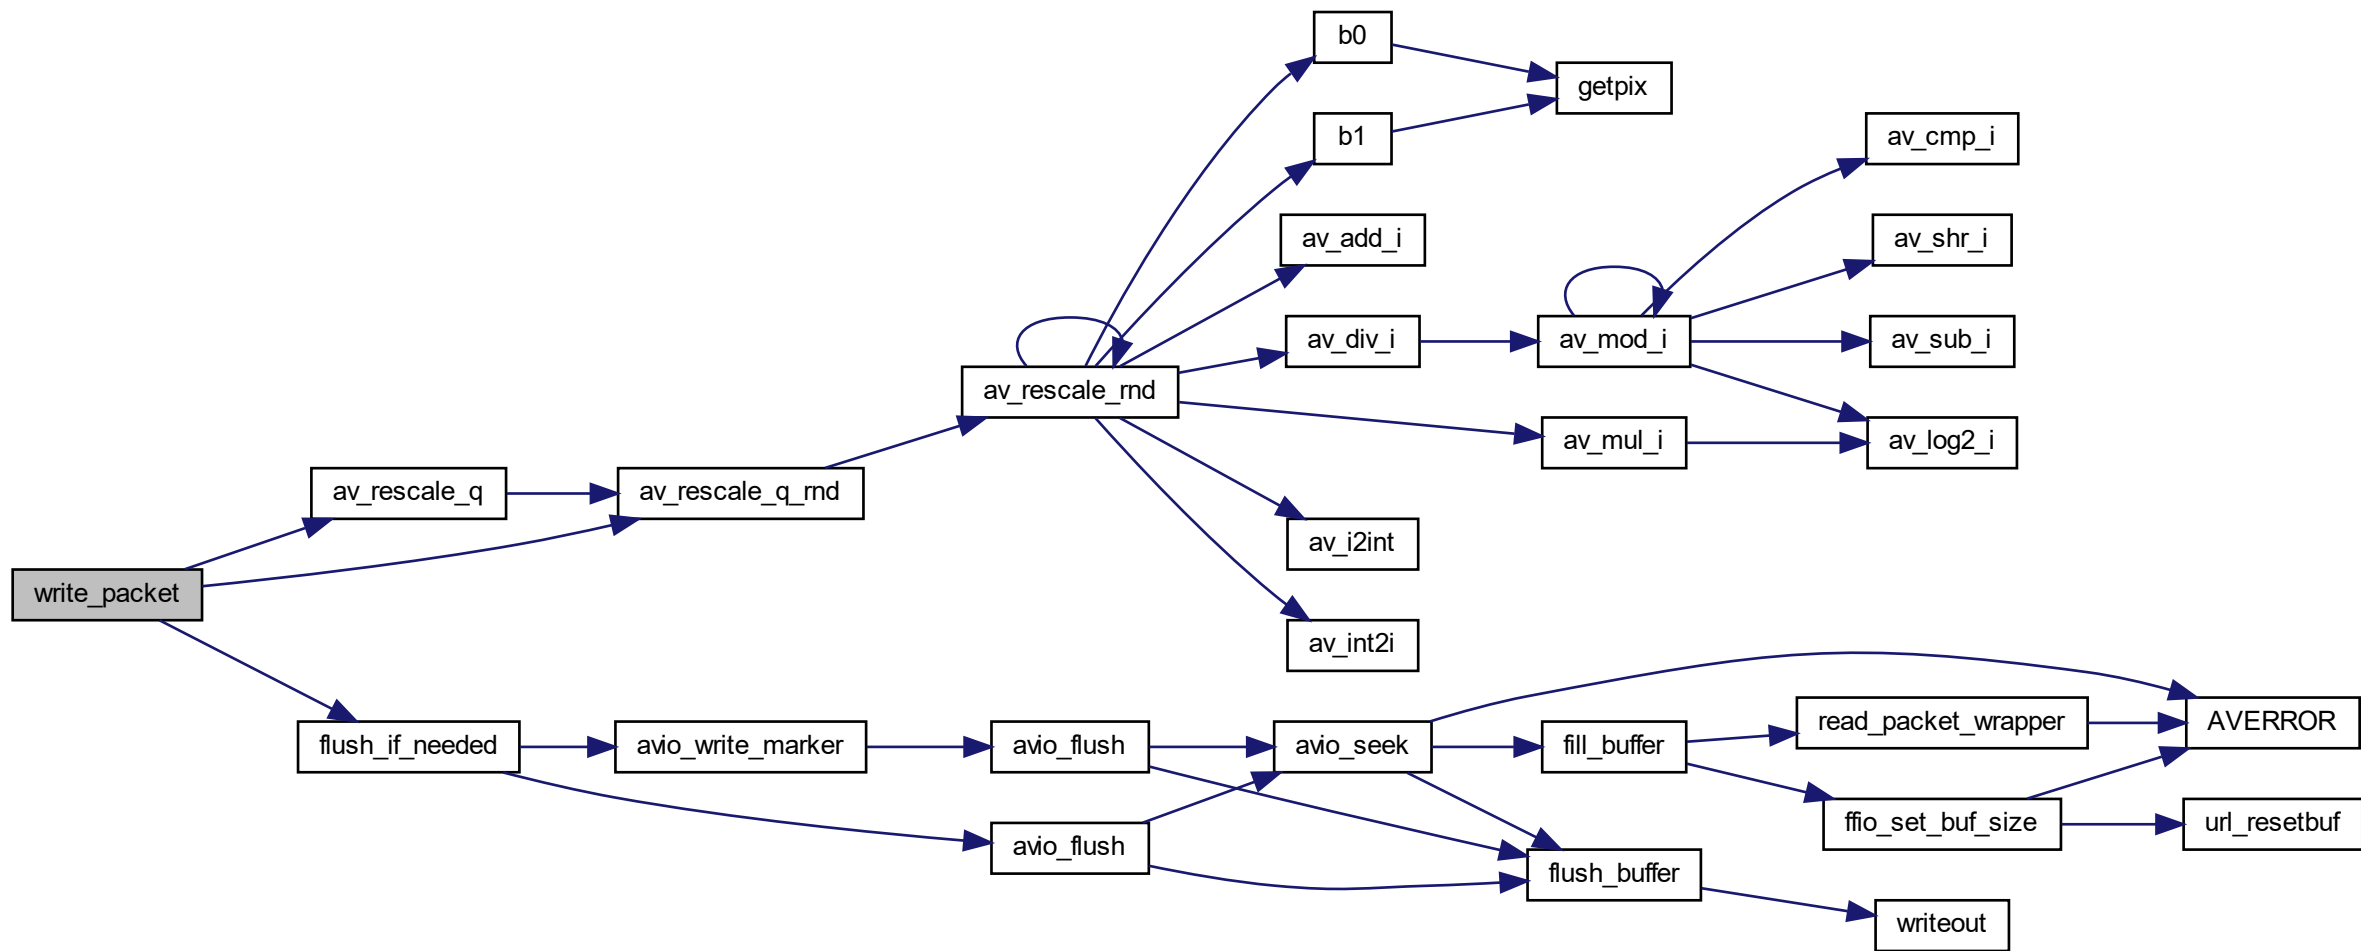 b0
getpix
b1
av_cmp_i
av_add_i
av_shr_i
av_div_i
av_mod_i
av_sub_i
av_rescale_rnd
av_mul_i
av_log2_i
av_rescale_q
av_rescale_q_rnd
av_i2int
write_packet
av_int2i
flush_if_needed
avio_write_marker
avio_flush
avio_seek
fill_buffer
read_packet_wrapper
AVERROR
ffio_set_buf_size
url_resetbuf
avio_flush
flush_buffer
writeout